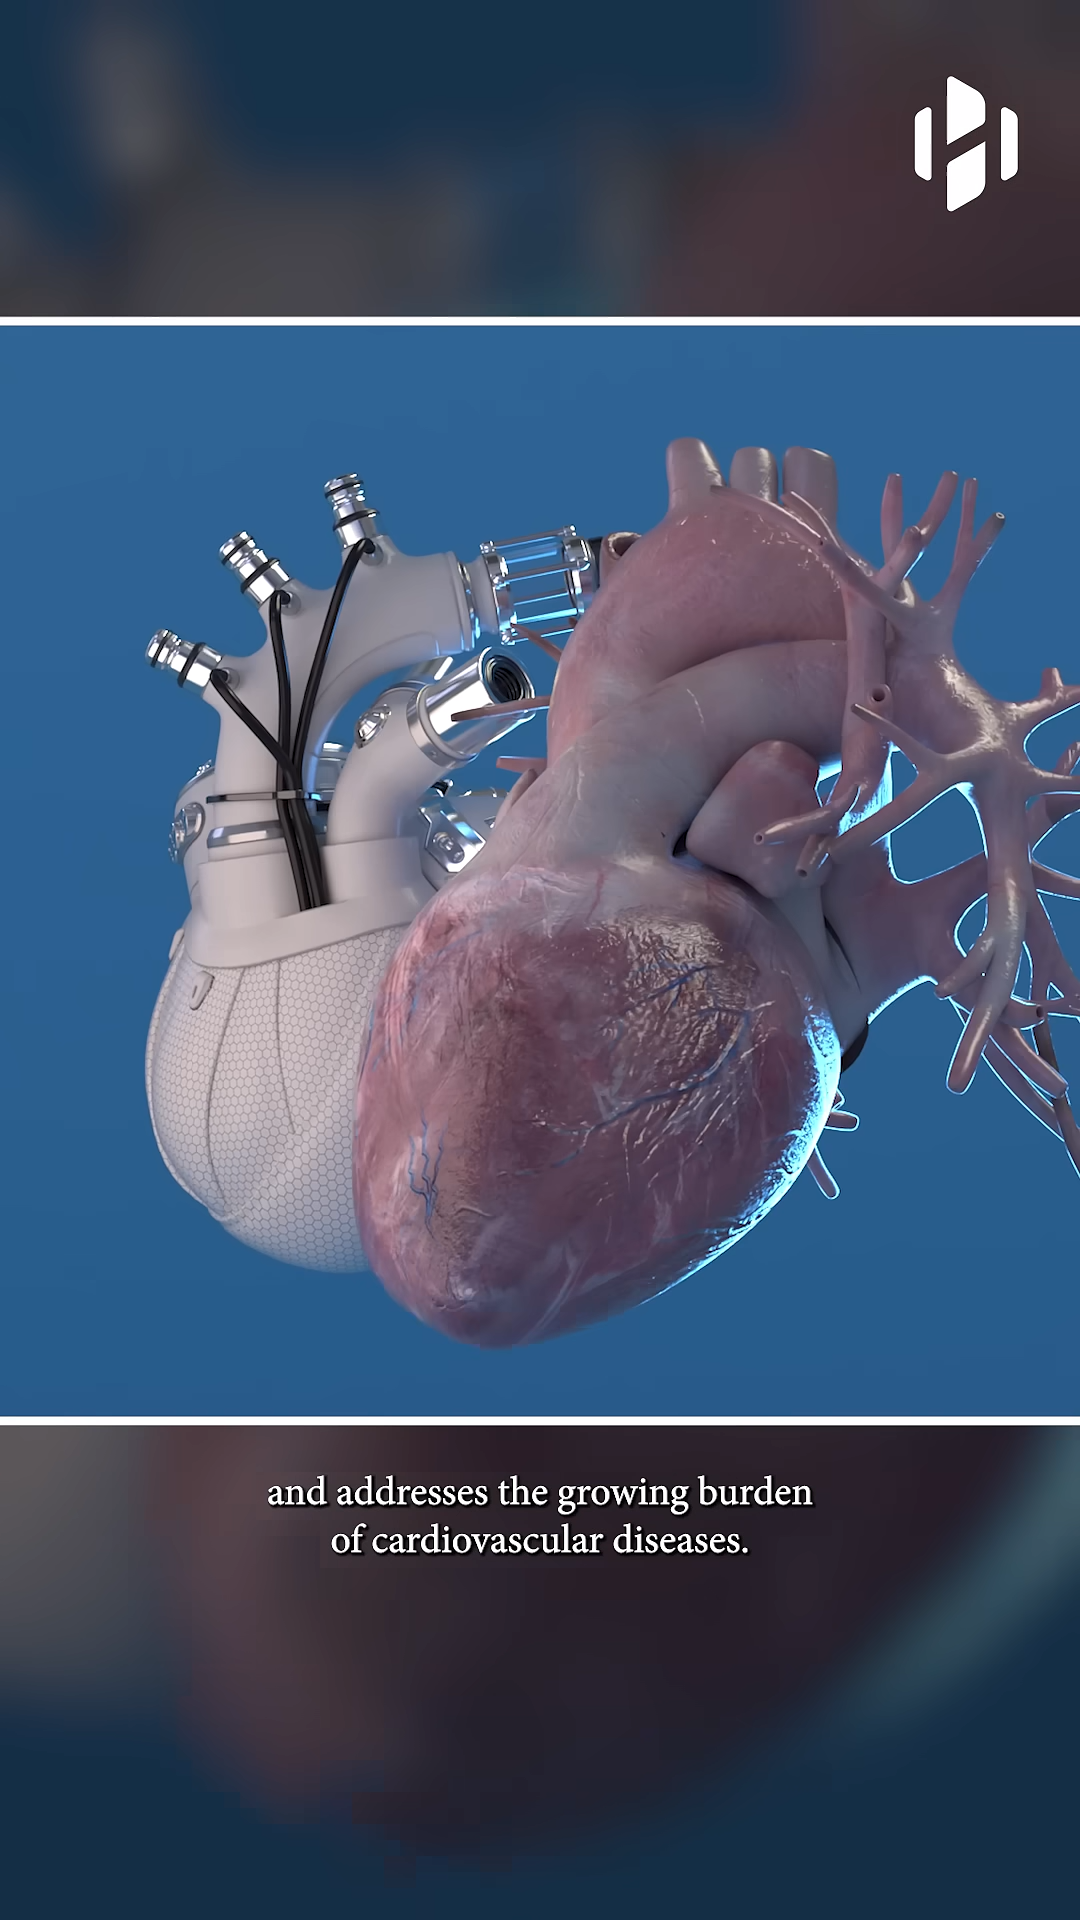 and addresses the growing burden
of cardiovascular diseases.